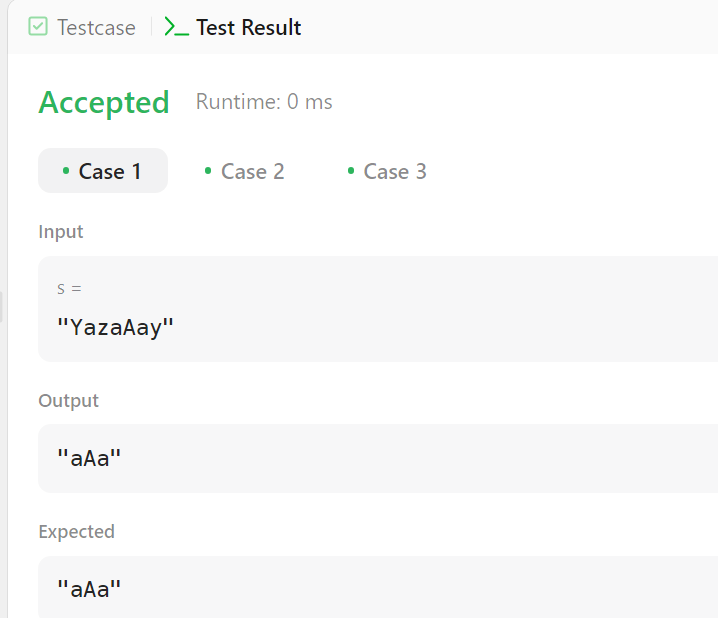 Testcase
Test Result
Accepted Runtime: 0 ms
Case 1 Case 2 Case 3
Input
s =
"YazaAay"
Output
"aAa"
Expected
"aAa"